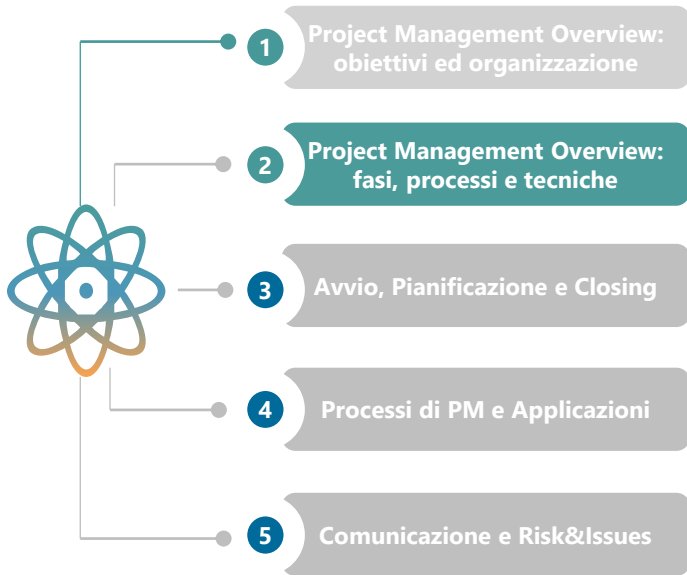 1
Project Management Overview:
obiettivi ed organizzazione
2
Project Management Overview:
fasi, processi e tecniche
3
Avvio, Pianificazione e Closing
4
Processi di PM e Applicazioni
5
Comunicazione e Risk&Issues